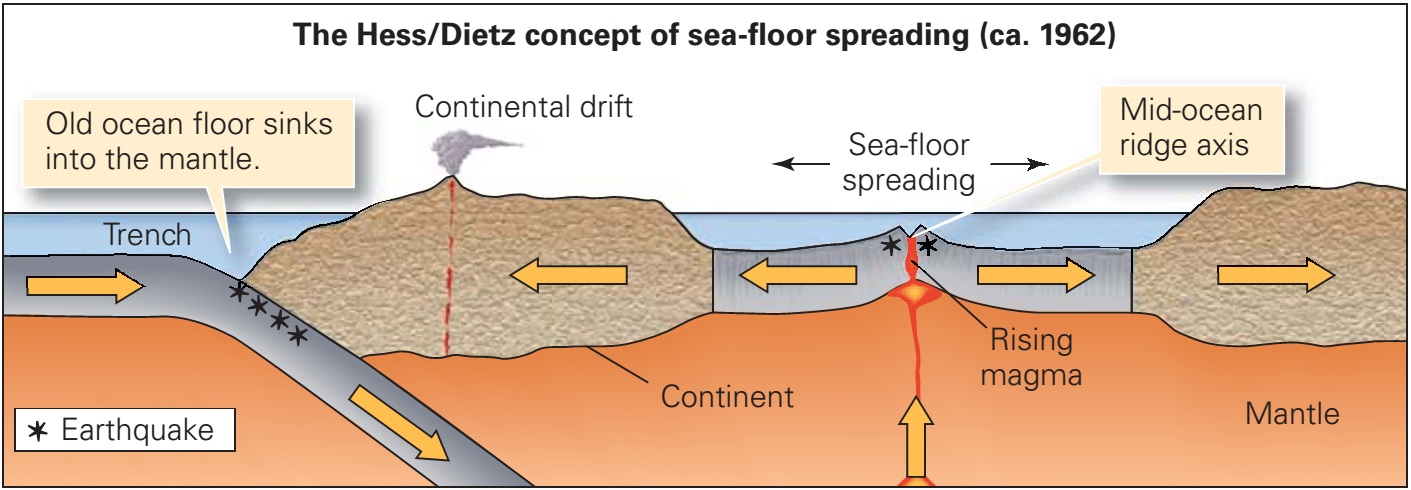 The Hess/Dietz concept of sea-floor spreading (ca. 1962)
Old ocean floor sinks
into the mantle.
Continental drift
Sea-floor
spreading
Mid-ocean
ridge axis
Trench
Rising
magma
Continent
Mantle
Earthquake